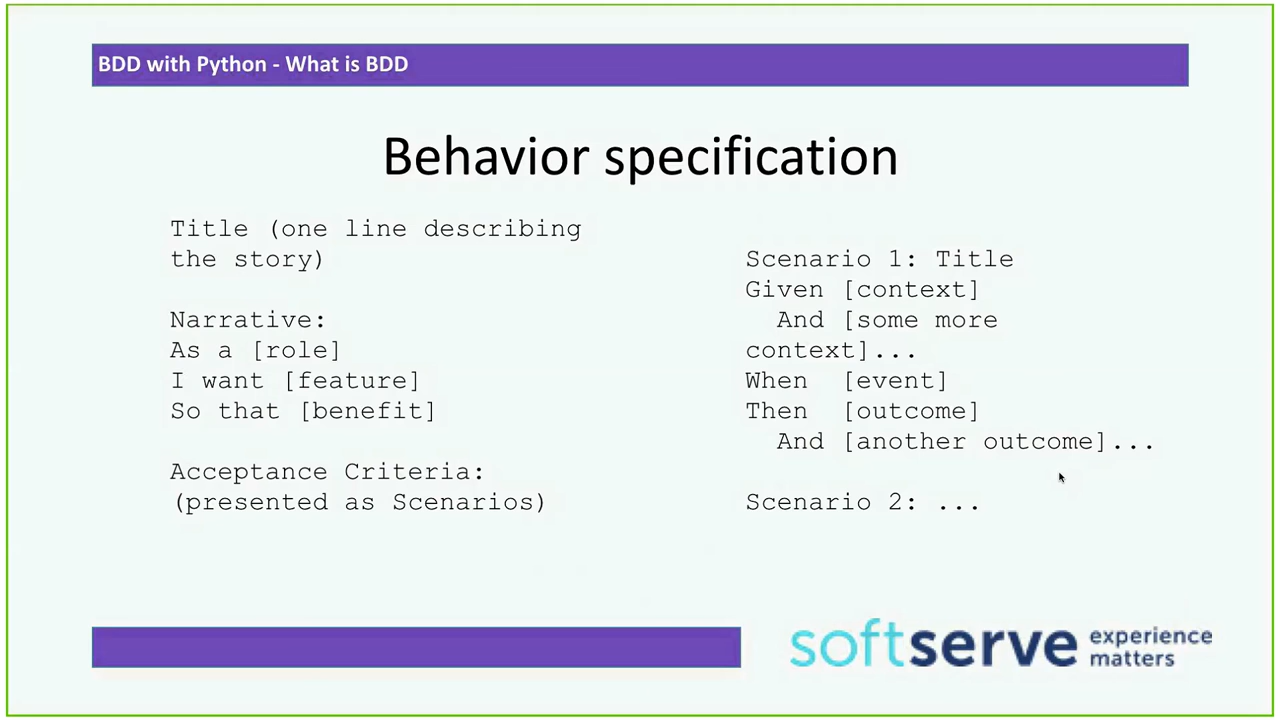 BDD with Python - What is BDD
Behavior specification
Title (one line describing
the story)
Narrative:
As a [role]
I want [feature]
So that [benefit]
Acceptance Criteria:
(presented as Scenarios)
Scenario 1: Title
Given [context]
And [some more
context]...
When [event]
Then [outcome]
And [another outcome]...
Scenario 2: ...
softserve experience
matters